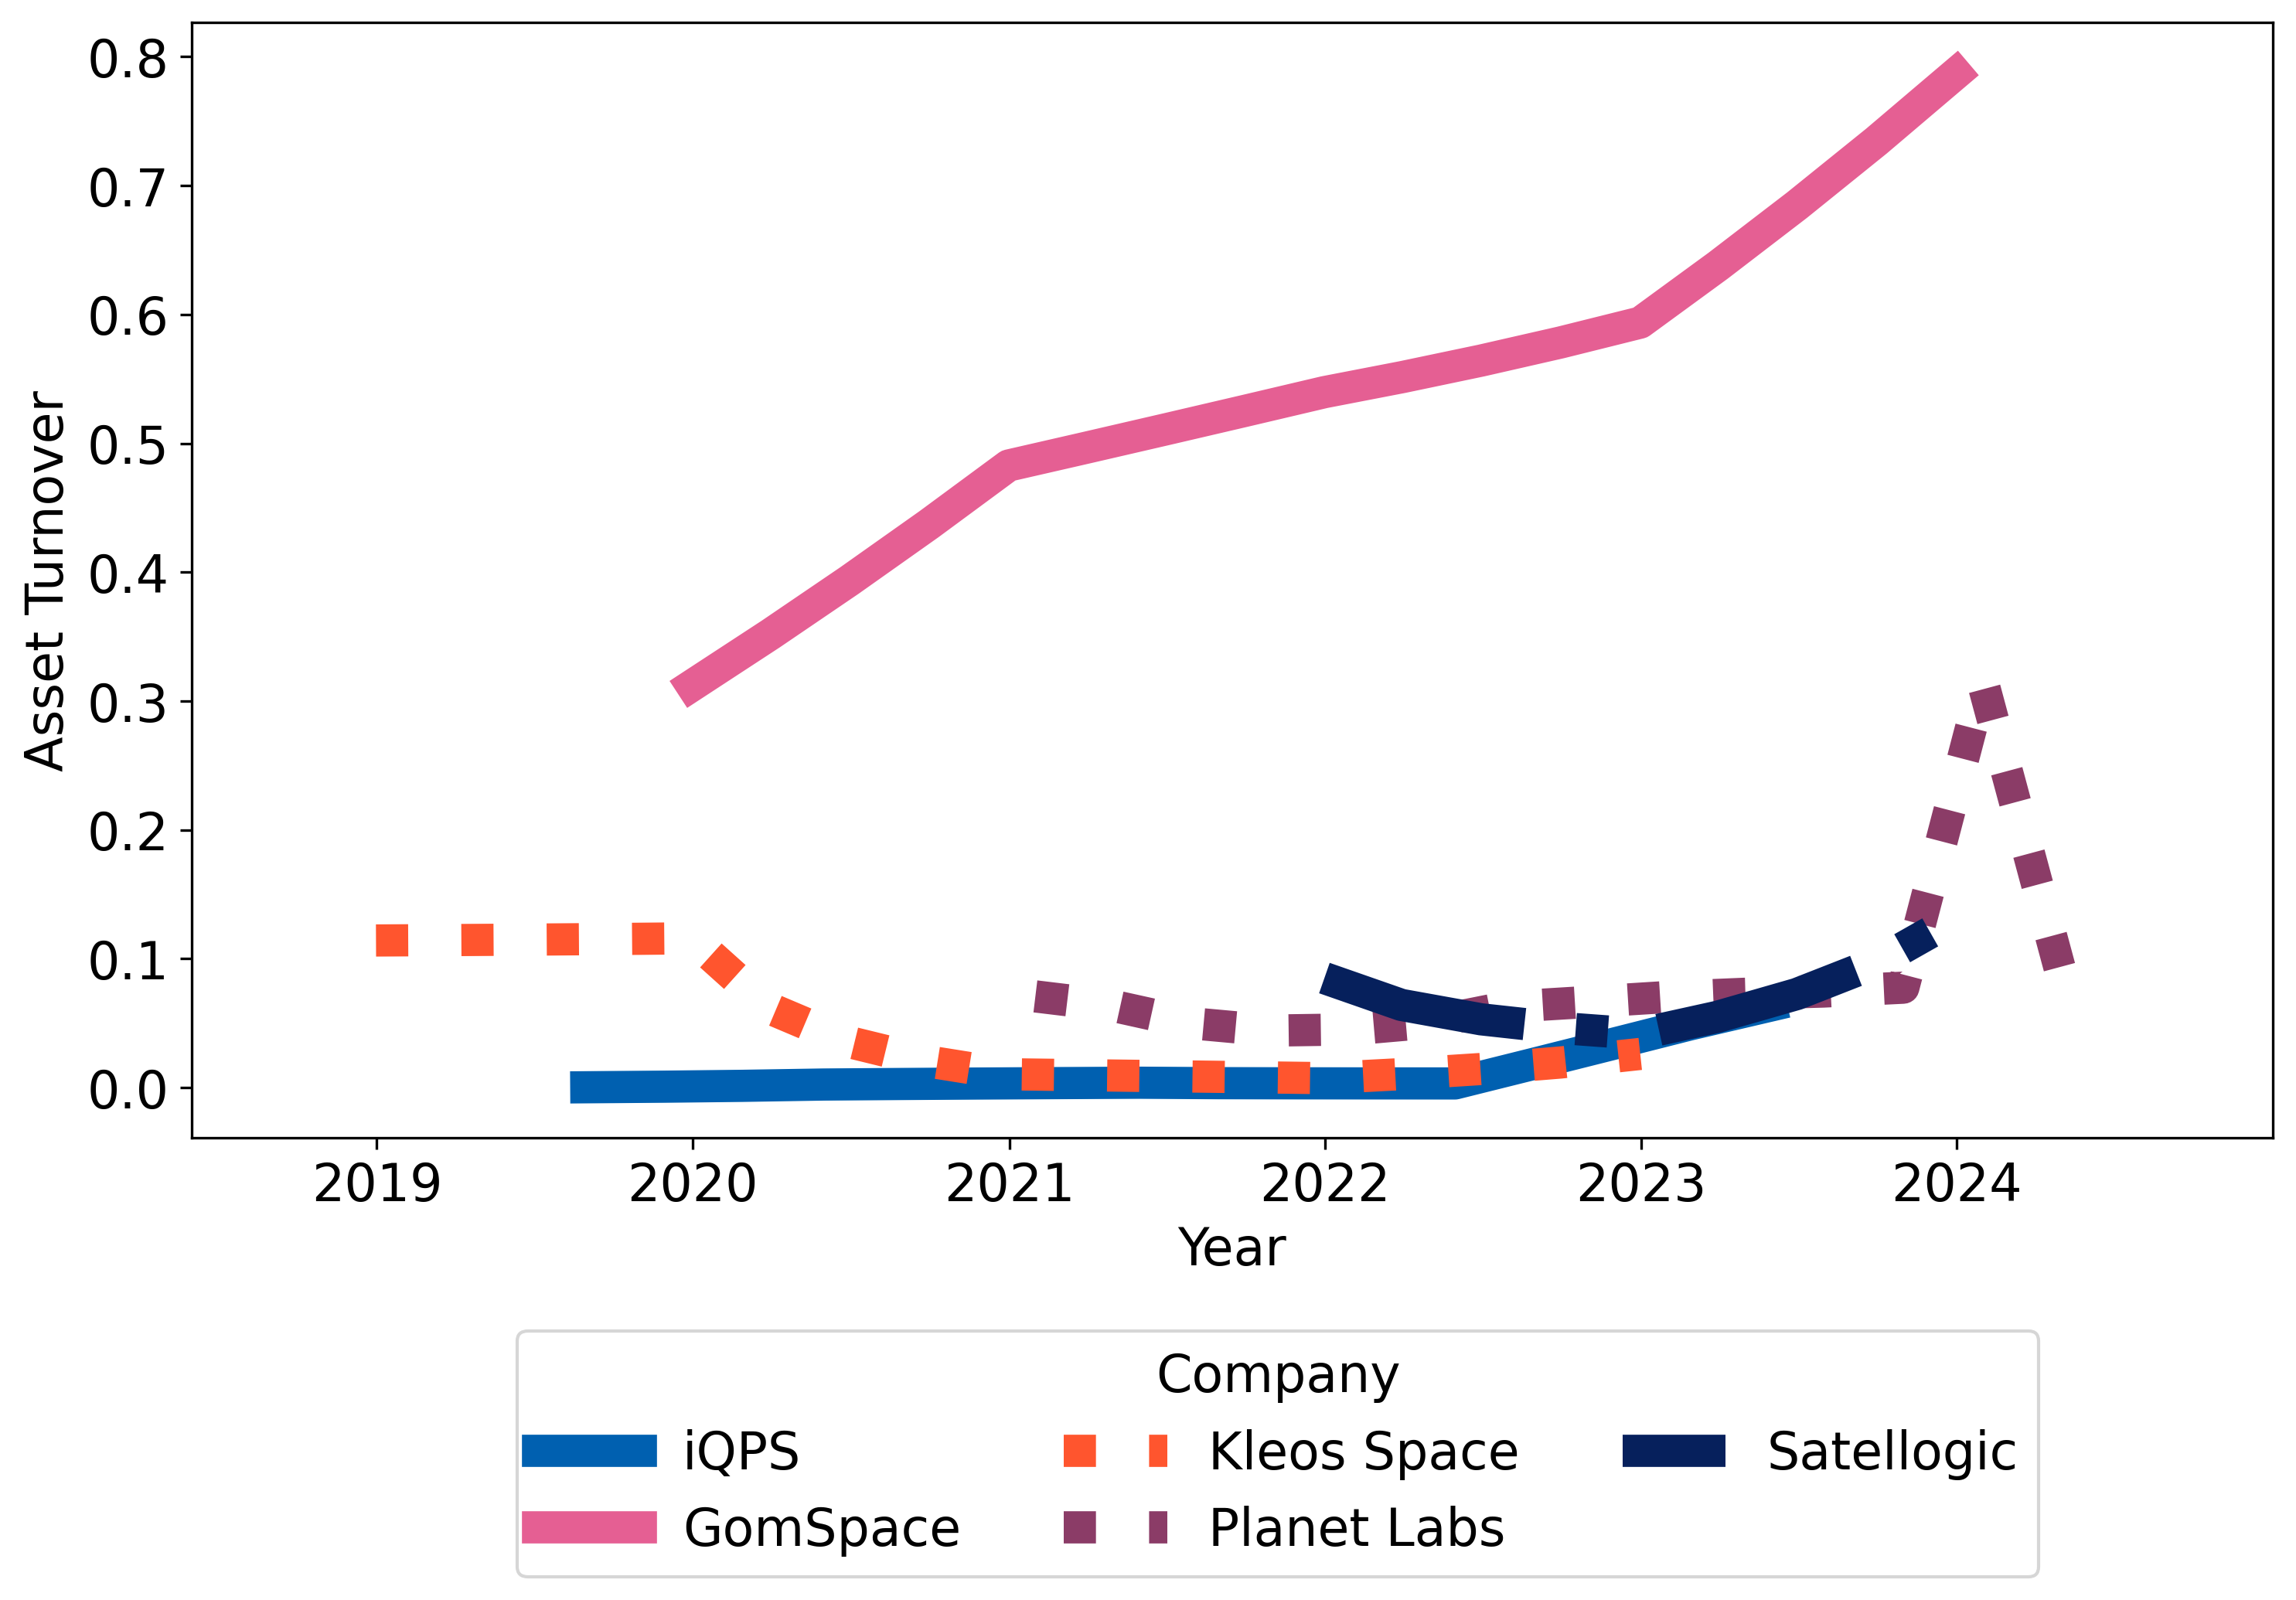 Asset Turnover
0.8
0.7
0.6
0.5
0.4
0.3
0.2
0.1
0.0
2019 2020 2021 2022 2023 2024
Year
Company
iQPS Kleos Space Satellogic
GomSpace Planet Labs